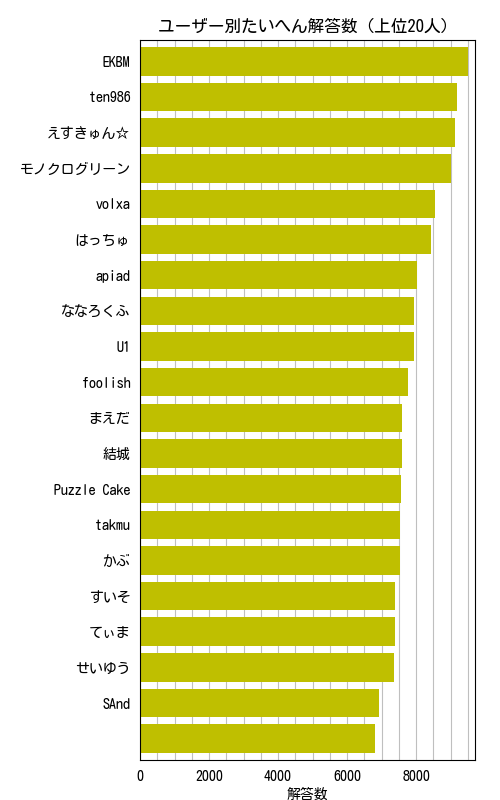 ユーザー別たいへん解答数（上位20人）
EKBM
ten986
えすきゅん☆
モノクログリーン
volxa
はっちゅ
apiad
ななろくふ
U1
foolish
まえだ
結城
Puzzle Cake
takmu
かぶ
すいそ
てぃま
せいゆう
SAnd
0 2000 4000 6000 8000
解答数